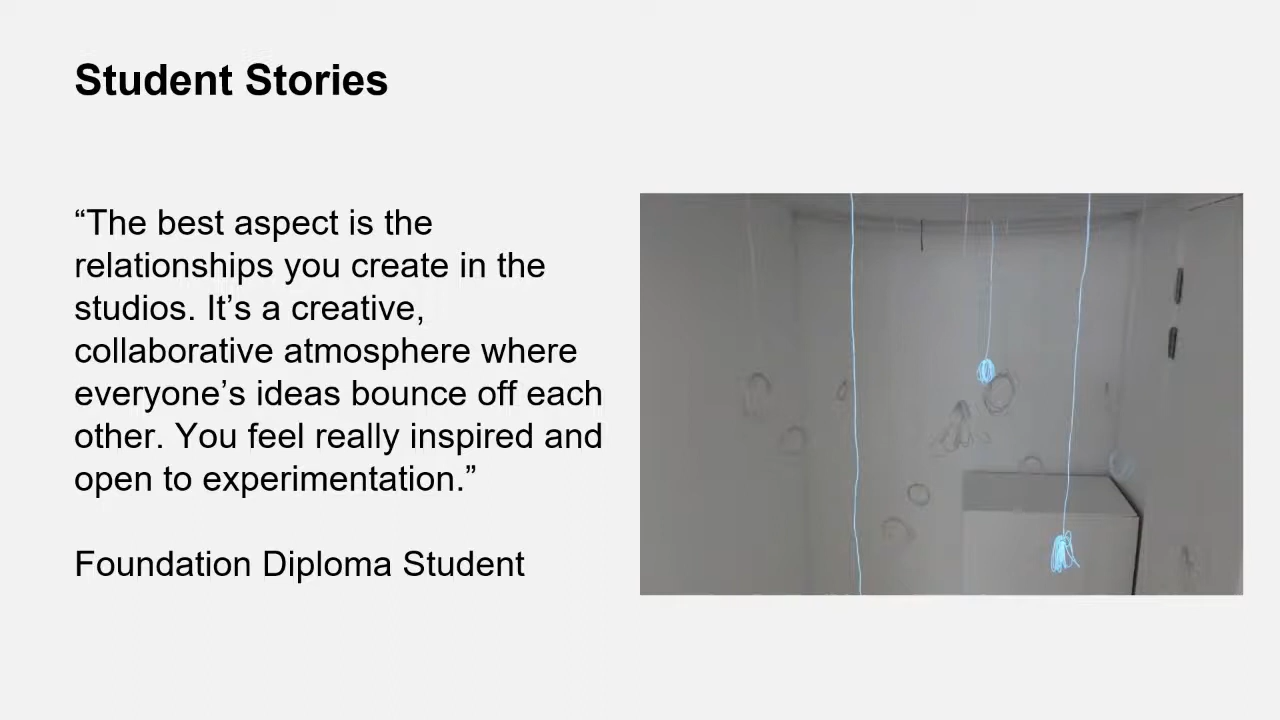 Student Stories
“The best aspect is the
relationships you create in the
studios. It’s a creative,
collaborative atmosphere where
everyone’s ideas bounce off each
other. You feel really inspired and
open to experimentation.”
Foundation Diploma Student